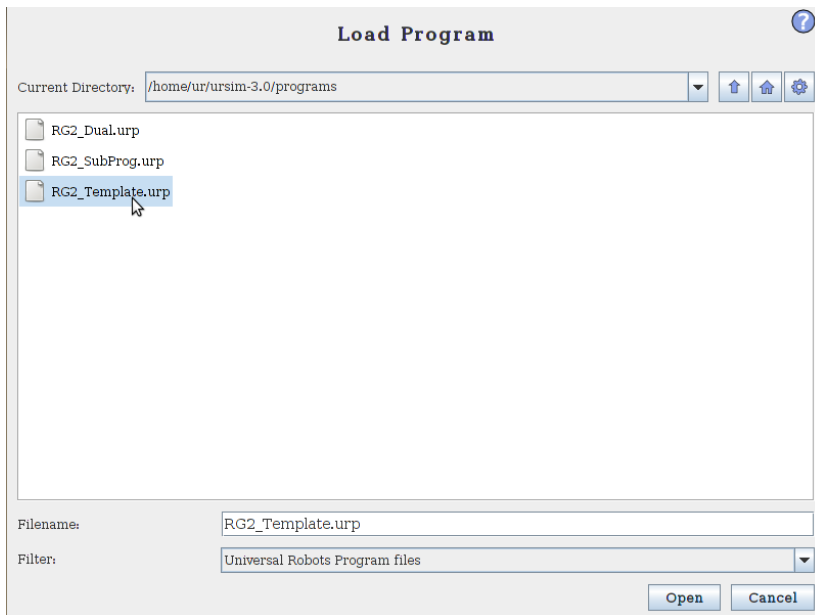 Load Program
?
Current Directory: /home/ur/ursim-3.0/programs
RG2_Dual.urp
RG2_SubProg.urp
RG2_Template.urp
Filename: RG2_Template.urp
Filter: Universal Robots Program files
Open Cancel